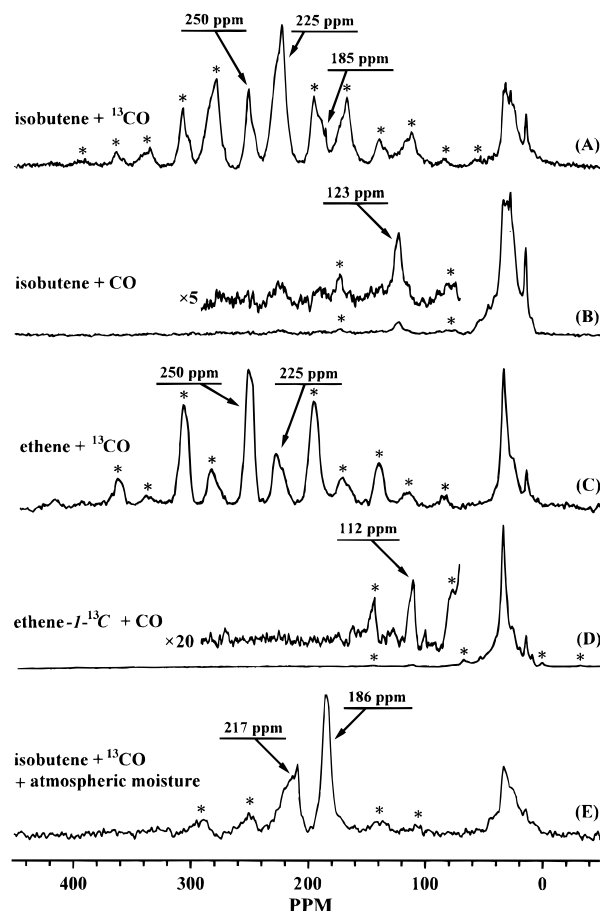 250 ppm
225 ppm
185 ppm
isobutene + ¹³CO
* * * * * * * * * *
(A)
123 ppm
isobutene + CO
×5
* *
* *
(B)
250 ppm
225 ppm
ethene + ¹³CO
* * * * * * * * *
(C)
112 ppm
ethene-1-¹³C + CO
×20
* *
* * * *
(D)
217 ppm
186 ppm
isobutene + ¹³CO
+ atmospheric moisture
* * * *
(E)
400 300 200 100 0
PPM